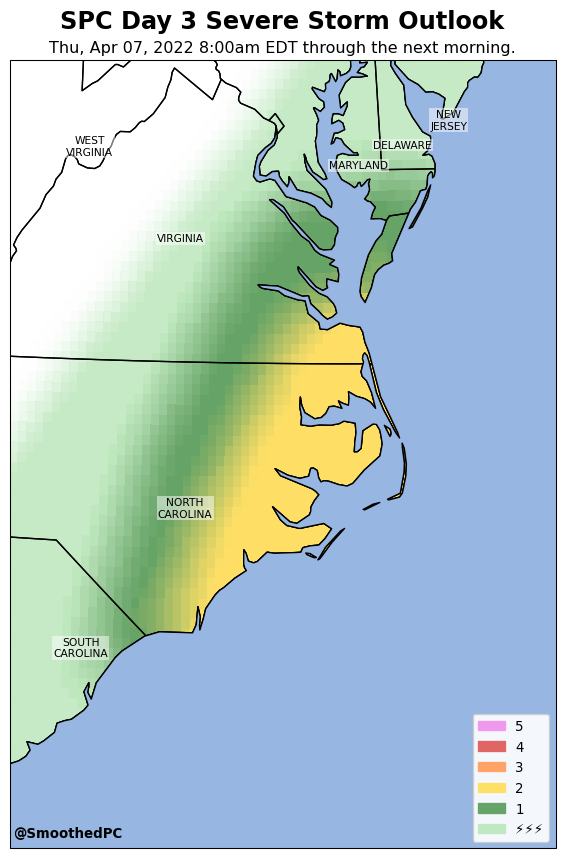 SPC Day 3 Severe Storm Outlook
Thu, Apr 07, 2022 8:00am EDT through the next morning.
NEW
JERSEY
WEST
VIRGINIA
DELAWARE
MARYLAND
VIRGINIA
NORTH
CAROLINA
SOUTH
CAROLINA
5
4
3
2
1
⚡⚡⚡
@SmoothedPC